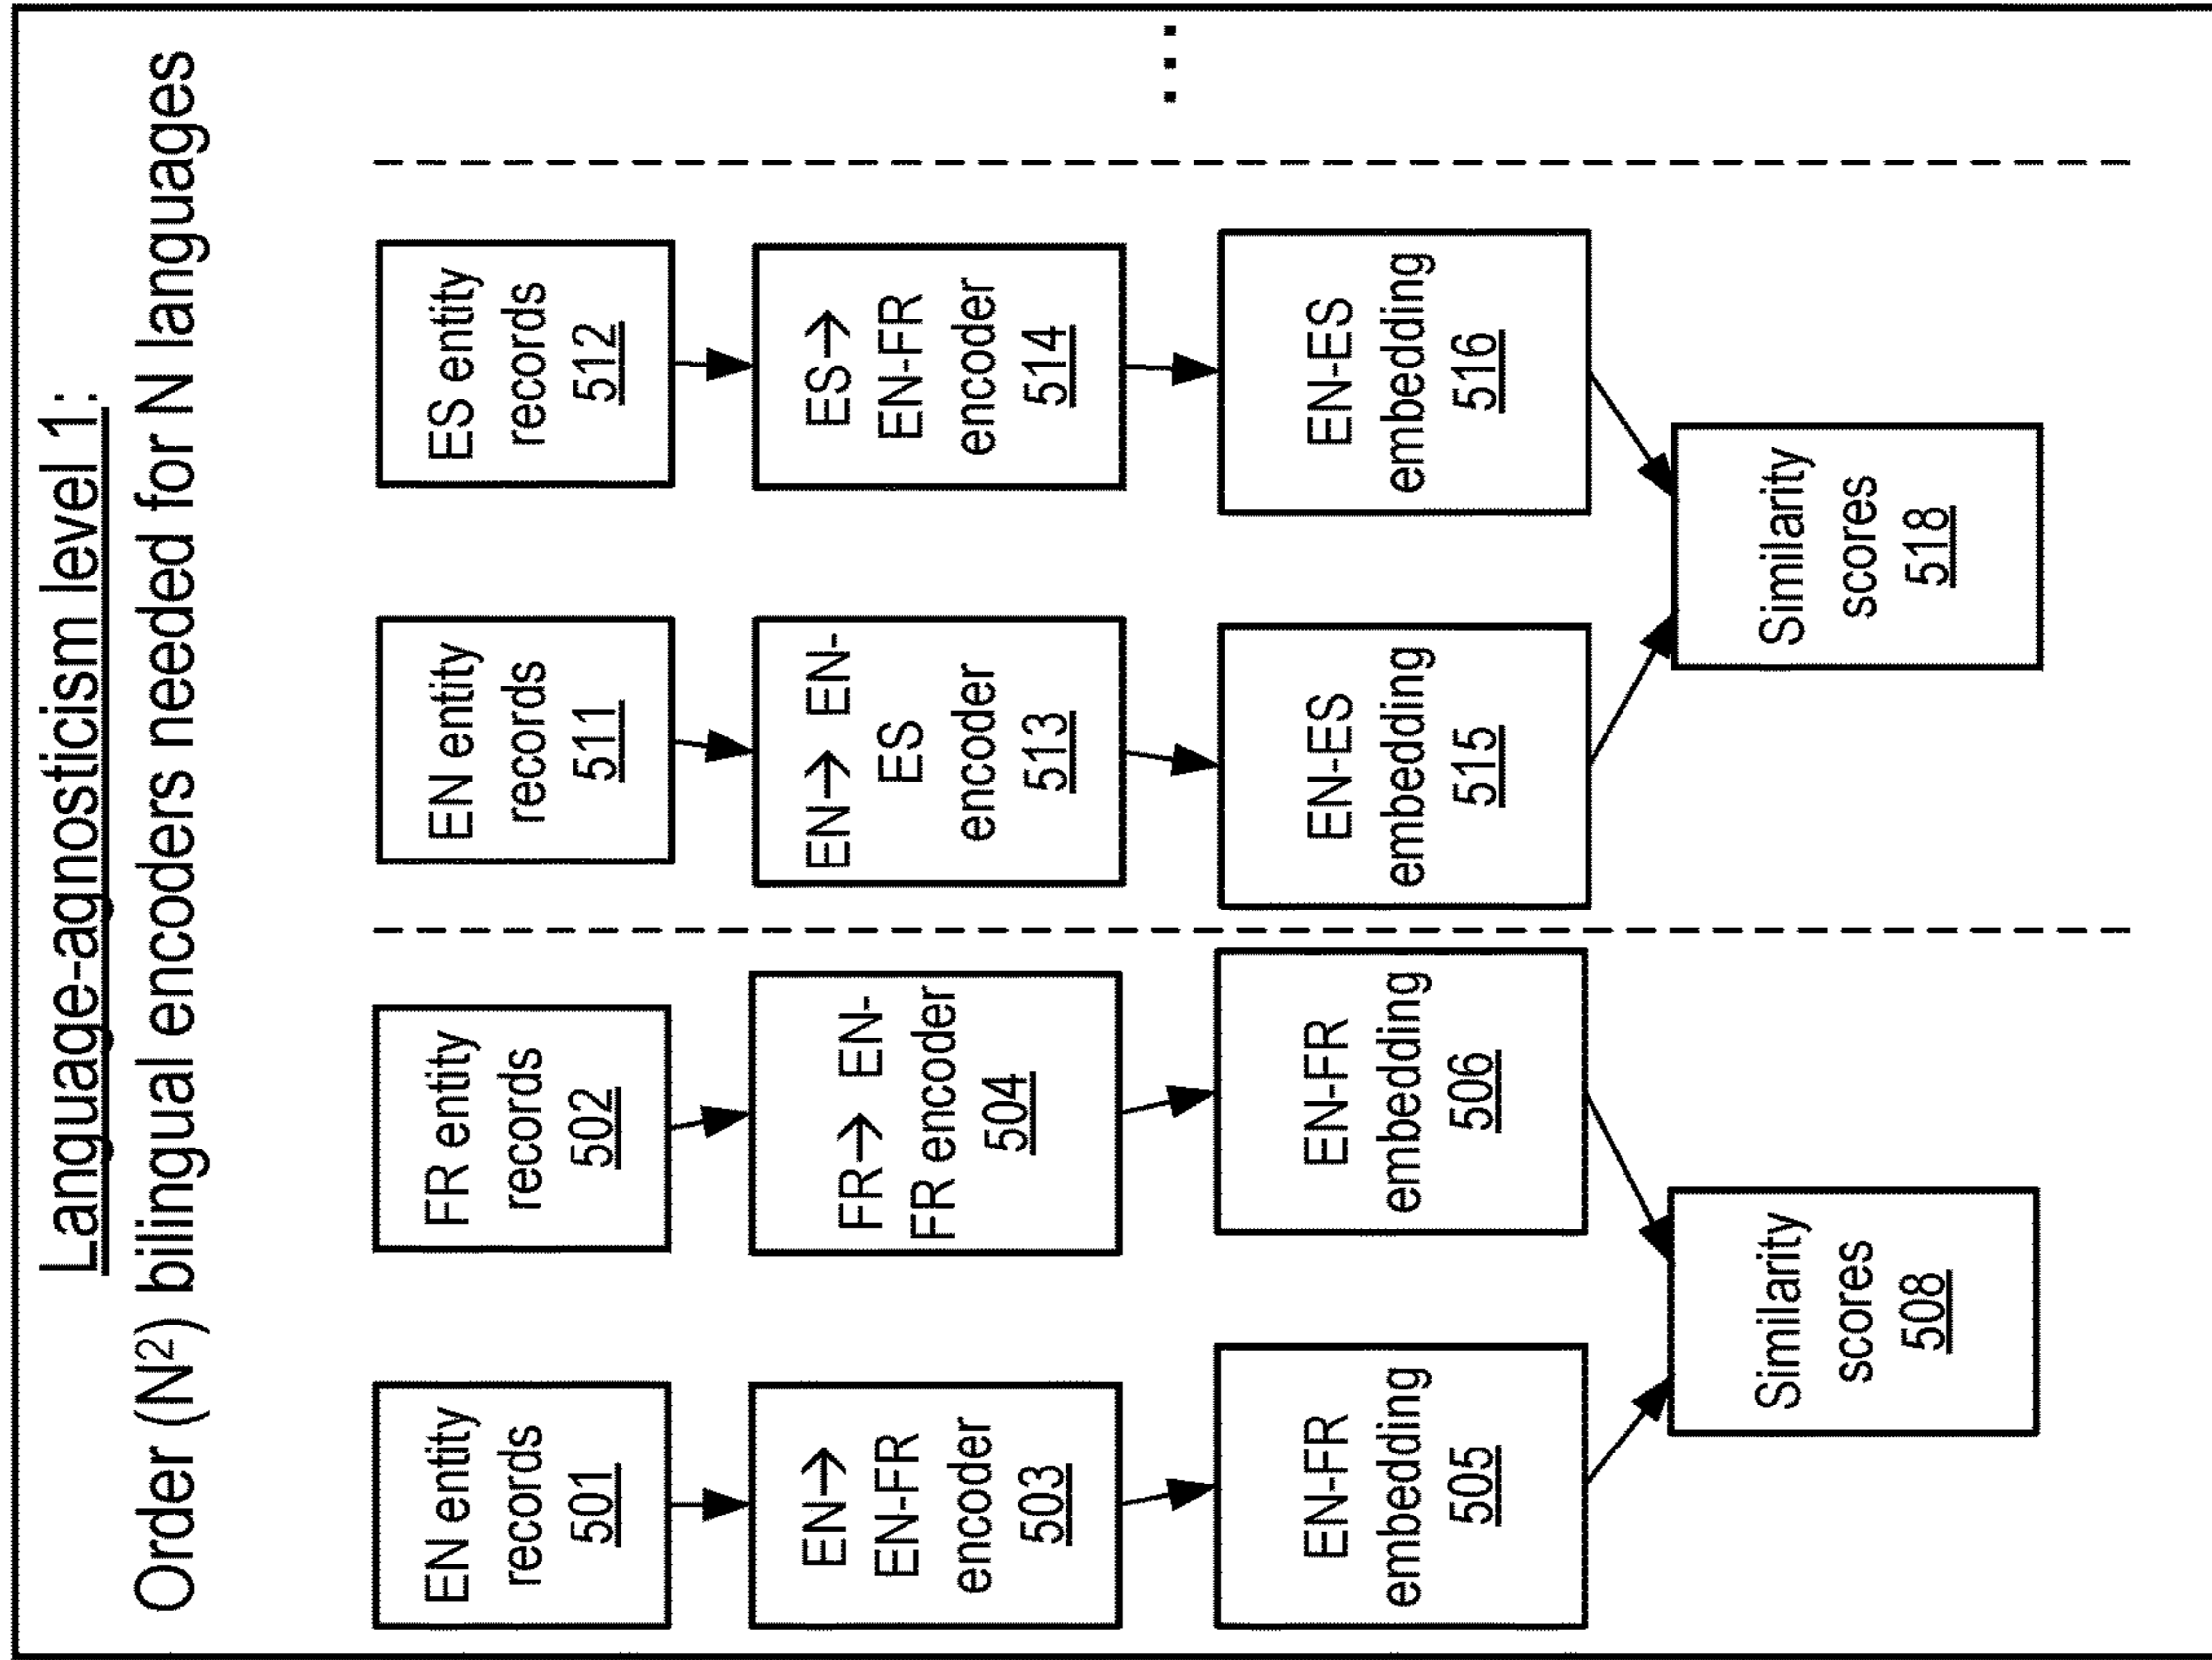 Language-agnosticism level 1:
Order (N²) bilingual encoders needed for N languages
EN entity
records
501
FR entity
records
502
EN entity
records
511
ES entity
records
512
EN→
EN-FR
encoder
503
FR→ EN-
FR encoder
504
EN→ EN-
ES
encoder
513
ES→
EN-FR
encoder
514
EN-FR
embedding
505
EN-FR
embedding
506
EN-ES
embedding
515
EN-ES
embedding
516
...
Similarity
scores
508
Similarity
scores
518